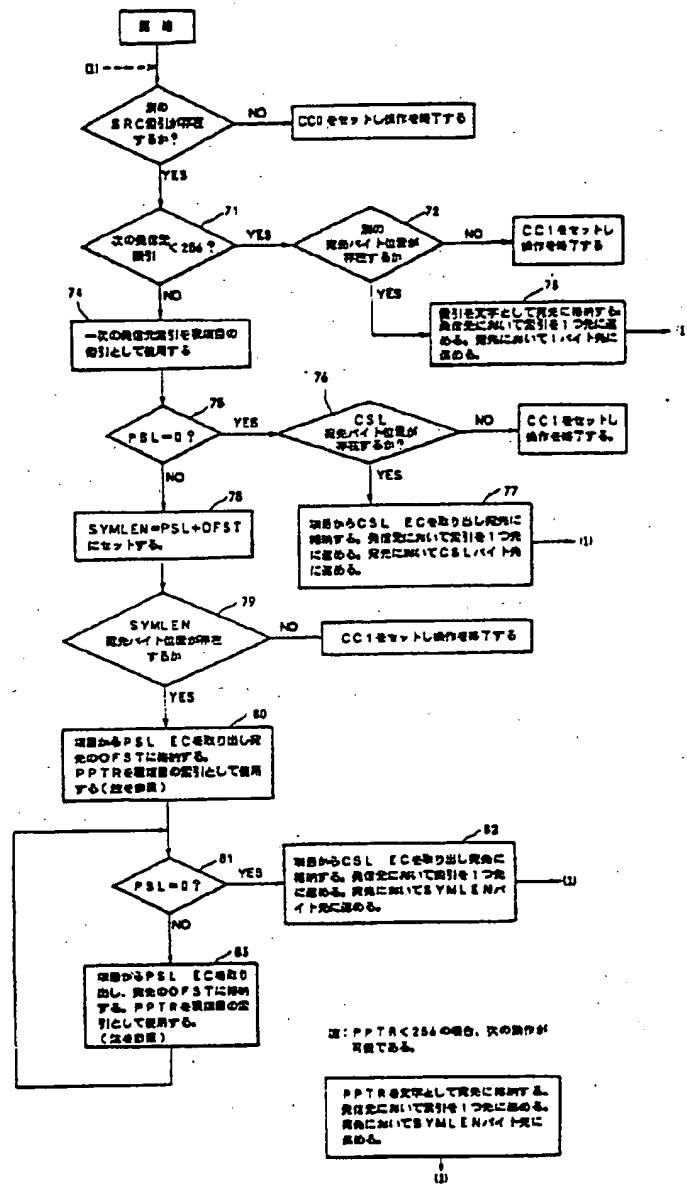 開始
(1)
別の
SRC索引が存在
するか?
NO
CC0をセットし操作を終了する
YES
71
次の発信元
索引 <256?
YES
72
別の
宛先バイト位置が
存在するか?
NO
CC1をセットし
操作を終了する
NO
YES
74
一次の発信元索引を現項目の
索引として使用する
73
索引を文字として宛先に格納する。
発信元において索引を1つ先に進
める。宛先において1バイト先に
進める。
(1)
75
PSL=0?
YES
76
CSL
宛先バイト位置が
存在するか?
NO
CC1をセットし
操作を終了する。
NO
YES
78
SYMLEN=PSL+OFST
にセットする。
77
項目からCSL ECを取り出し宛先に
格納する。発信元において索引を1つ先
に進める。宛先においてCSLバイト先
に進める。
(1)
79
SYMLEN
宛先バイト位置が存在
するか
NO
CC1をセットし操作を終了する
YES
80
項目からPSL ECを取り出し宛
先のOFSTに格納する。
PPTRを現項目の索引として使用
する(注を参照)
81
PSL=0?
YES
82
項目からCSL ECを取り出し宛先に
格納する。発信元において索引を1つ先
に進める。宛先においてSYMLENバ
イト先に進める。
(1)
NO
83
項目からPSL ECを取り
出し、宛先のOFSTに格納
する。PPTRを現項目の索
引として使用する。
(注を参照)
注:PPTR<256の場合、次の動作が
可能である。
PPTRを文字として宛先に格納する。
発信元において索引を1つ先に進める。
宛先においてSYMLENバイト先に
進める。
(1)